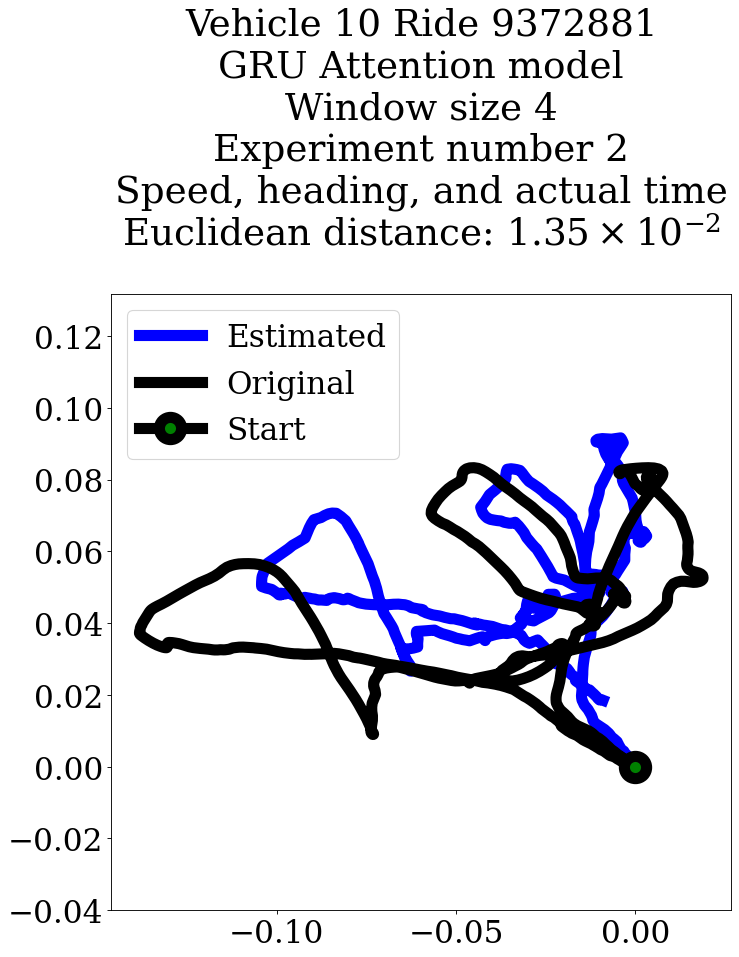 Vehicle 10 Ride 9372881
GRU Attention model
Window size 4
Experiment number 2
Speed, heading, and actual time
Euclidean distance: 1.35 × 10⁻²
Estimated
Original
Start
0.12
0.10
0.08
0.06
0.04
0.02
0.00
−0.02
−0.04
−0.10
−0.05
0.00